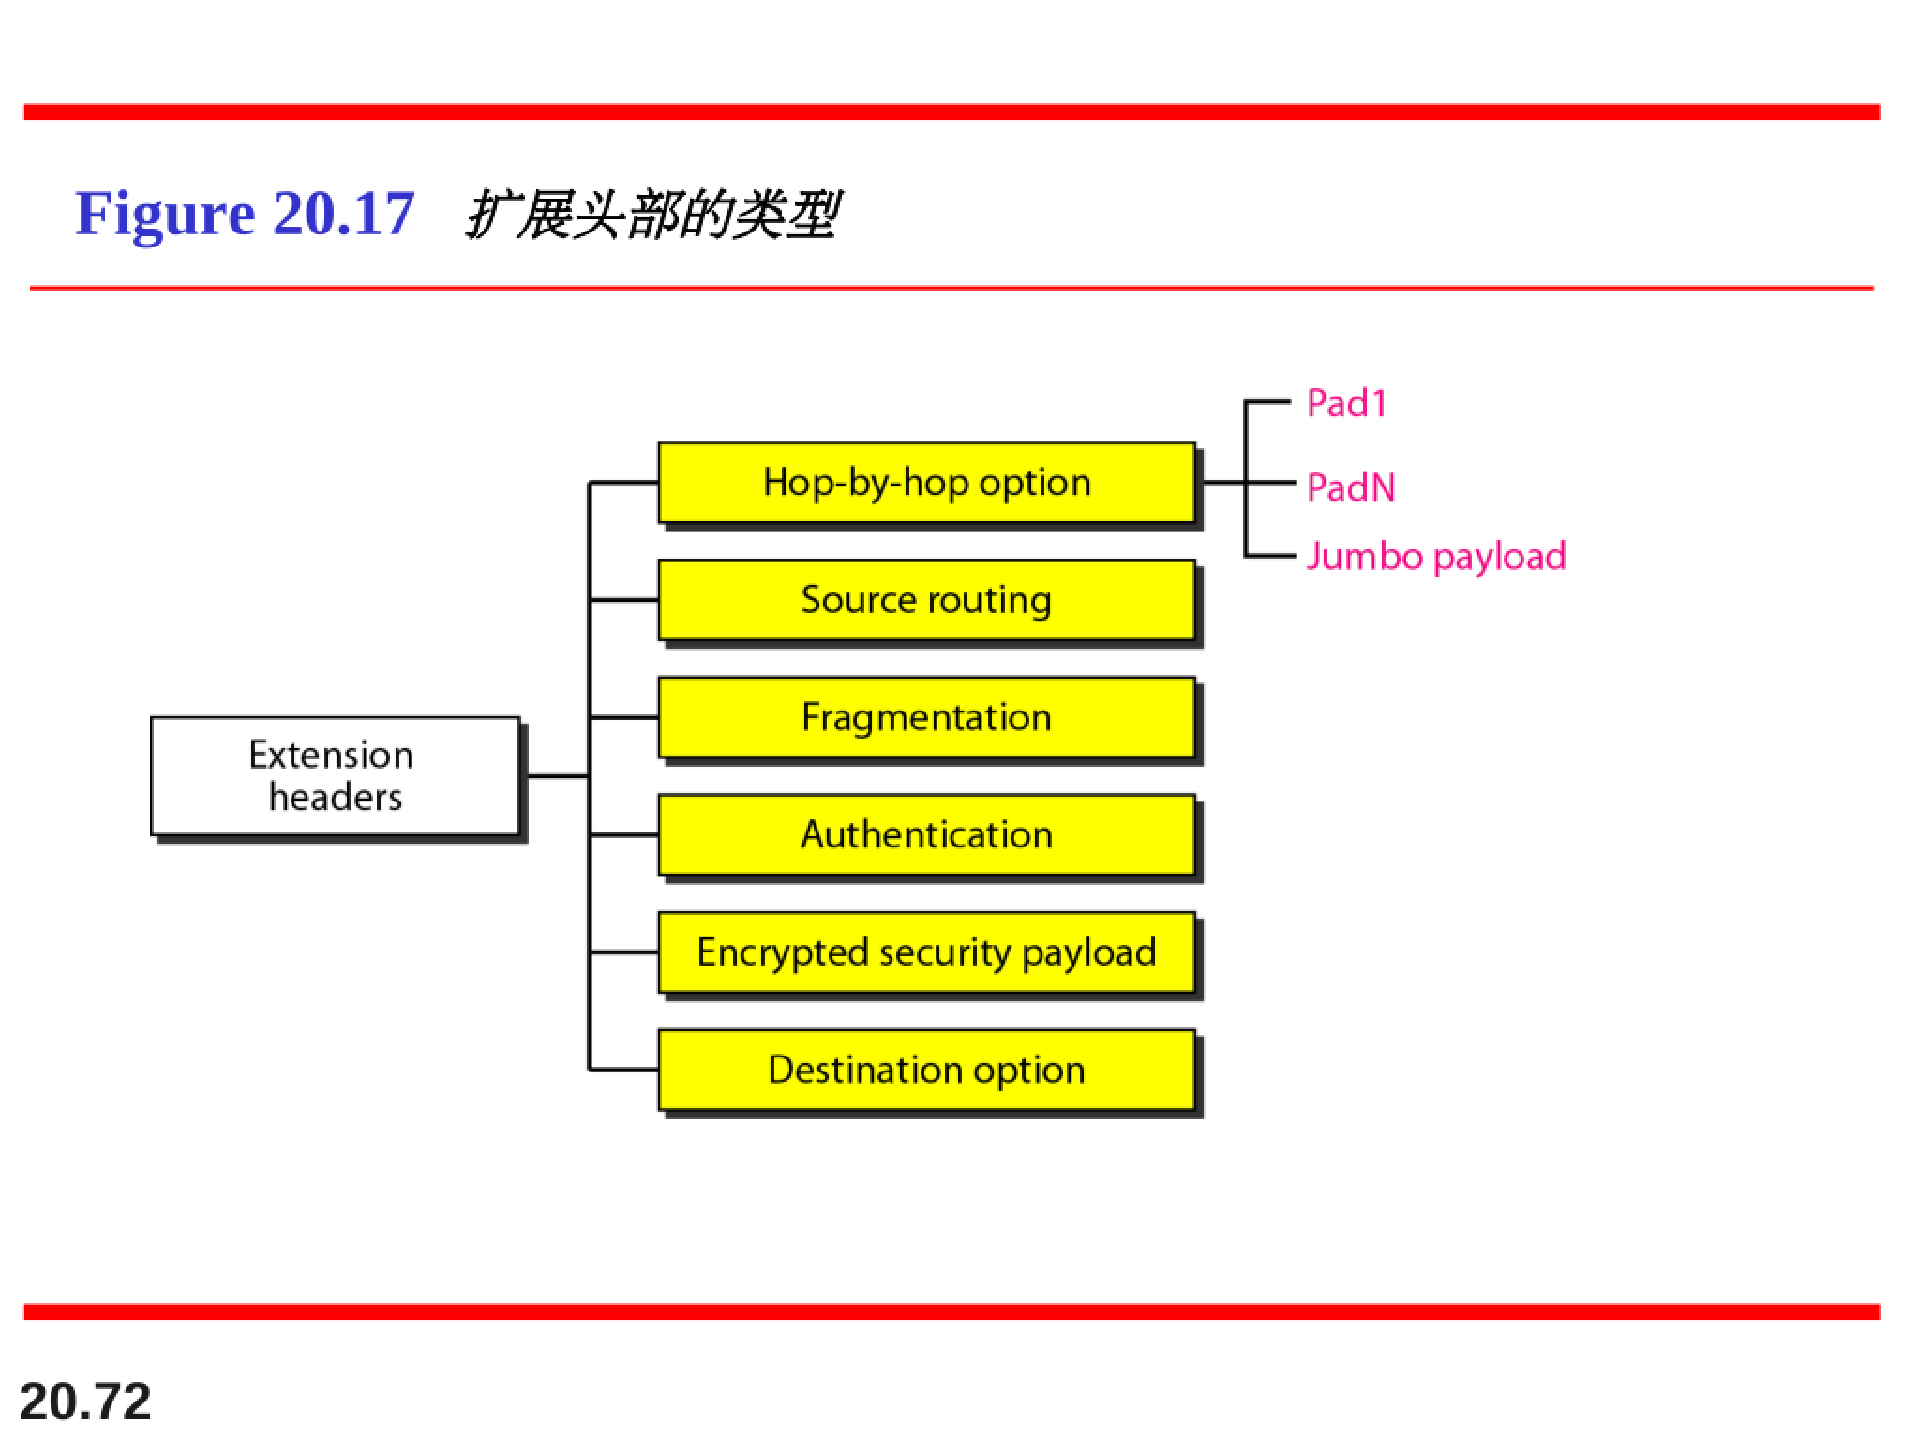 Figure 20.17 扩展头部的类型
Pad1
Hop-by-hop option
PadN
Jumbo payload
Source routing
Fragmentation
Extension
headers
Authentication
Encrypted security payload
Destination option
20.72